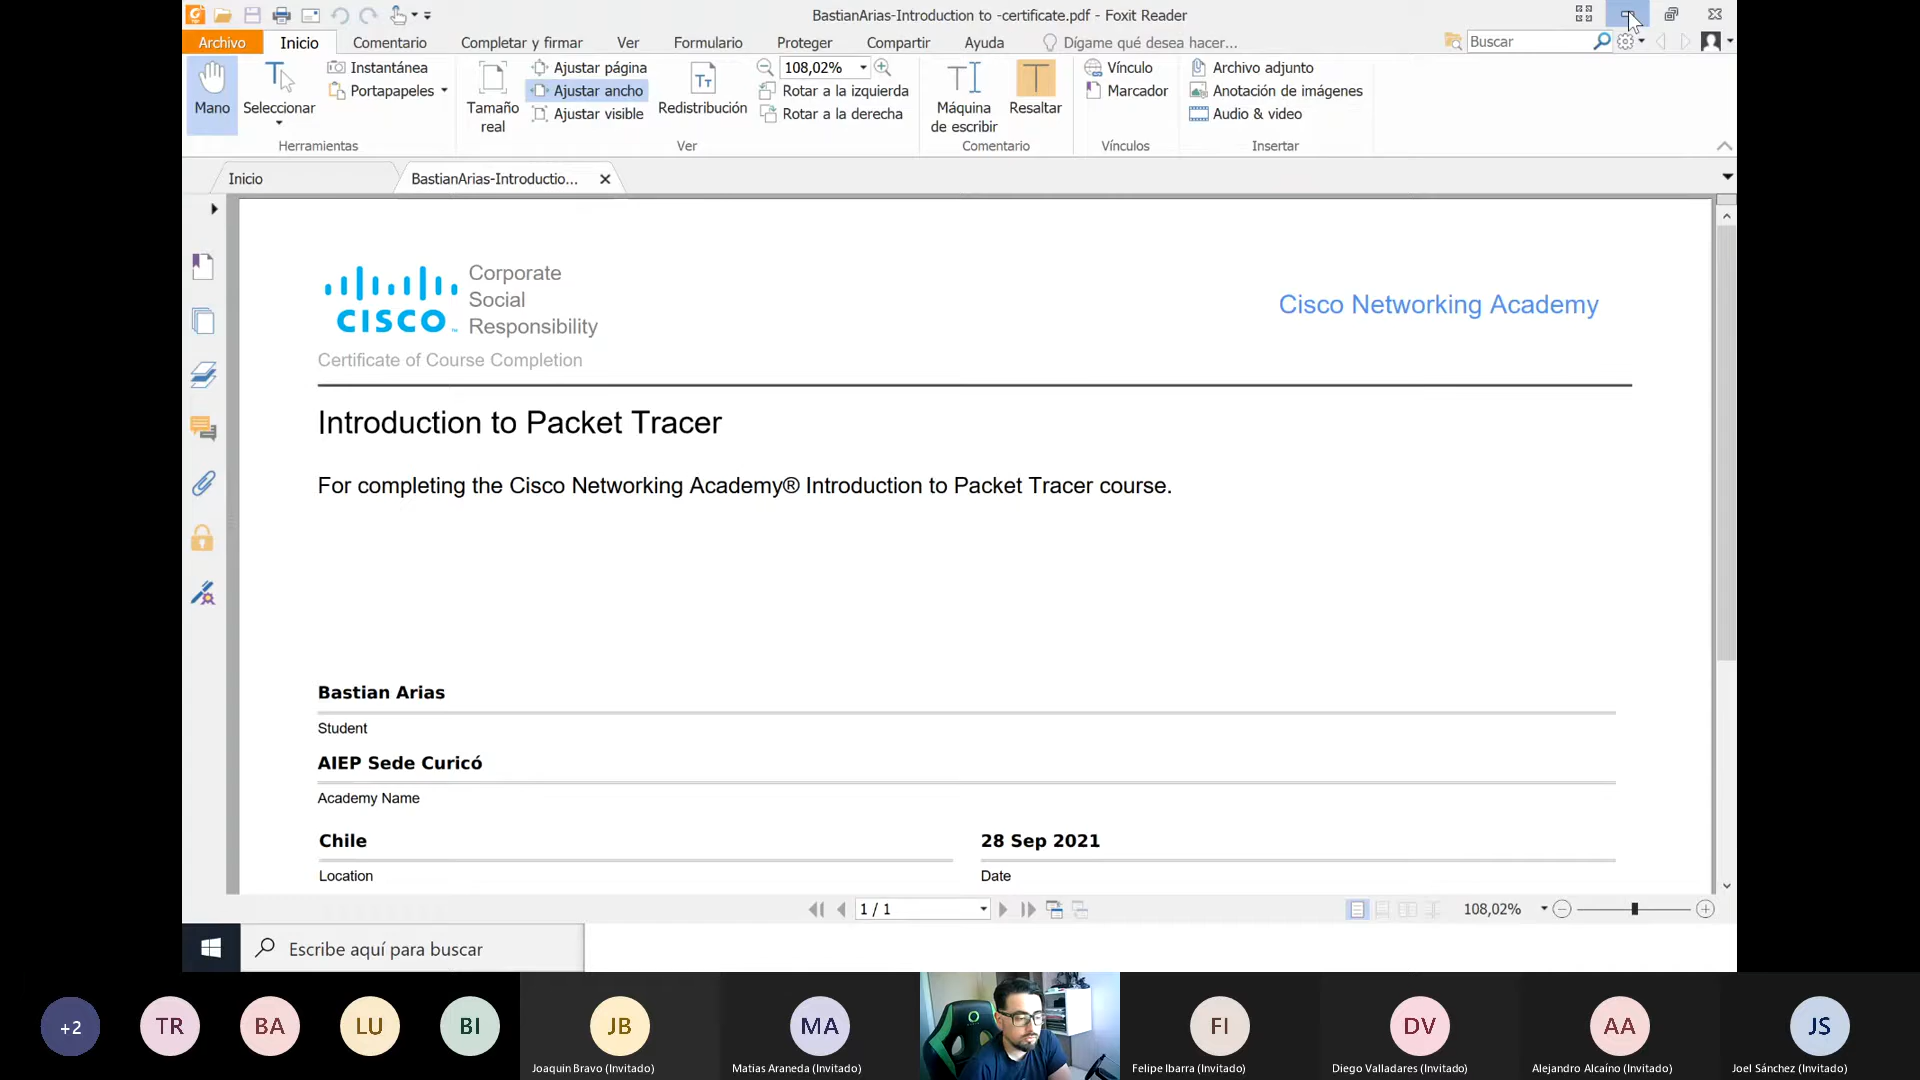 BastianArias-Introduction to -certificate.pdf - Foxit Reader
Archivo
Inicio
Comentario
Completar y firmar
Ver
Formulario
Proteger
Compartir
Ayuda
Dígame qué desea hacer...
Buscar
Mano
Seleccionar
Instantánea
Portapapeles
Herramientas
Tamaño
real
Ajustar página
Ajustar ancho
Ajustar visible
Redistribución
108,02%
Rotar a la izquierda
Rotar a la derecha
Ver
Máquina
de escribir
Resaltar
Comentario
Vínculo
Marcador
Vínculos
Archivo adjunto
Anotación de imágenes
Audio & video
Insertar
Inicio
BastianArias-Introductio...
CISCO
Corporate
Social
Responsibility
Cisco Networking Academy
Certificate of Course Completion
Introduction to Packet Tracer
For completing the Cisco Networking Academy® Introduction to Packet Tracer course.
Bastian Arias
Student
AIEP Sede Curicó
Academy Name
Chile
28 Sep 2021
Location
Date
1 / 1
108,02%
Escribe aquí para buscar
+2
TR
BA
LU
BI
JB
MA
FI
DV
AA
JS
Joaquin Bravo (Invitado)
Matias Araneda (Invitado)
Felipe Ibarra (Invitado)
Diego Valladares (Invitado)
Alejandro Alcaíno (Invitado)
Joel Sánchez (Invitado)